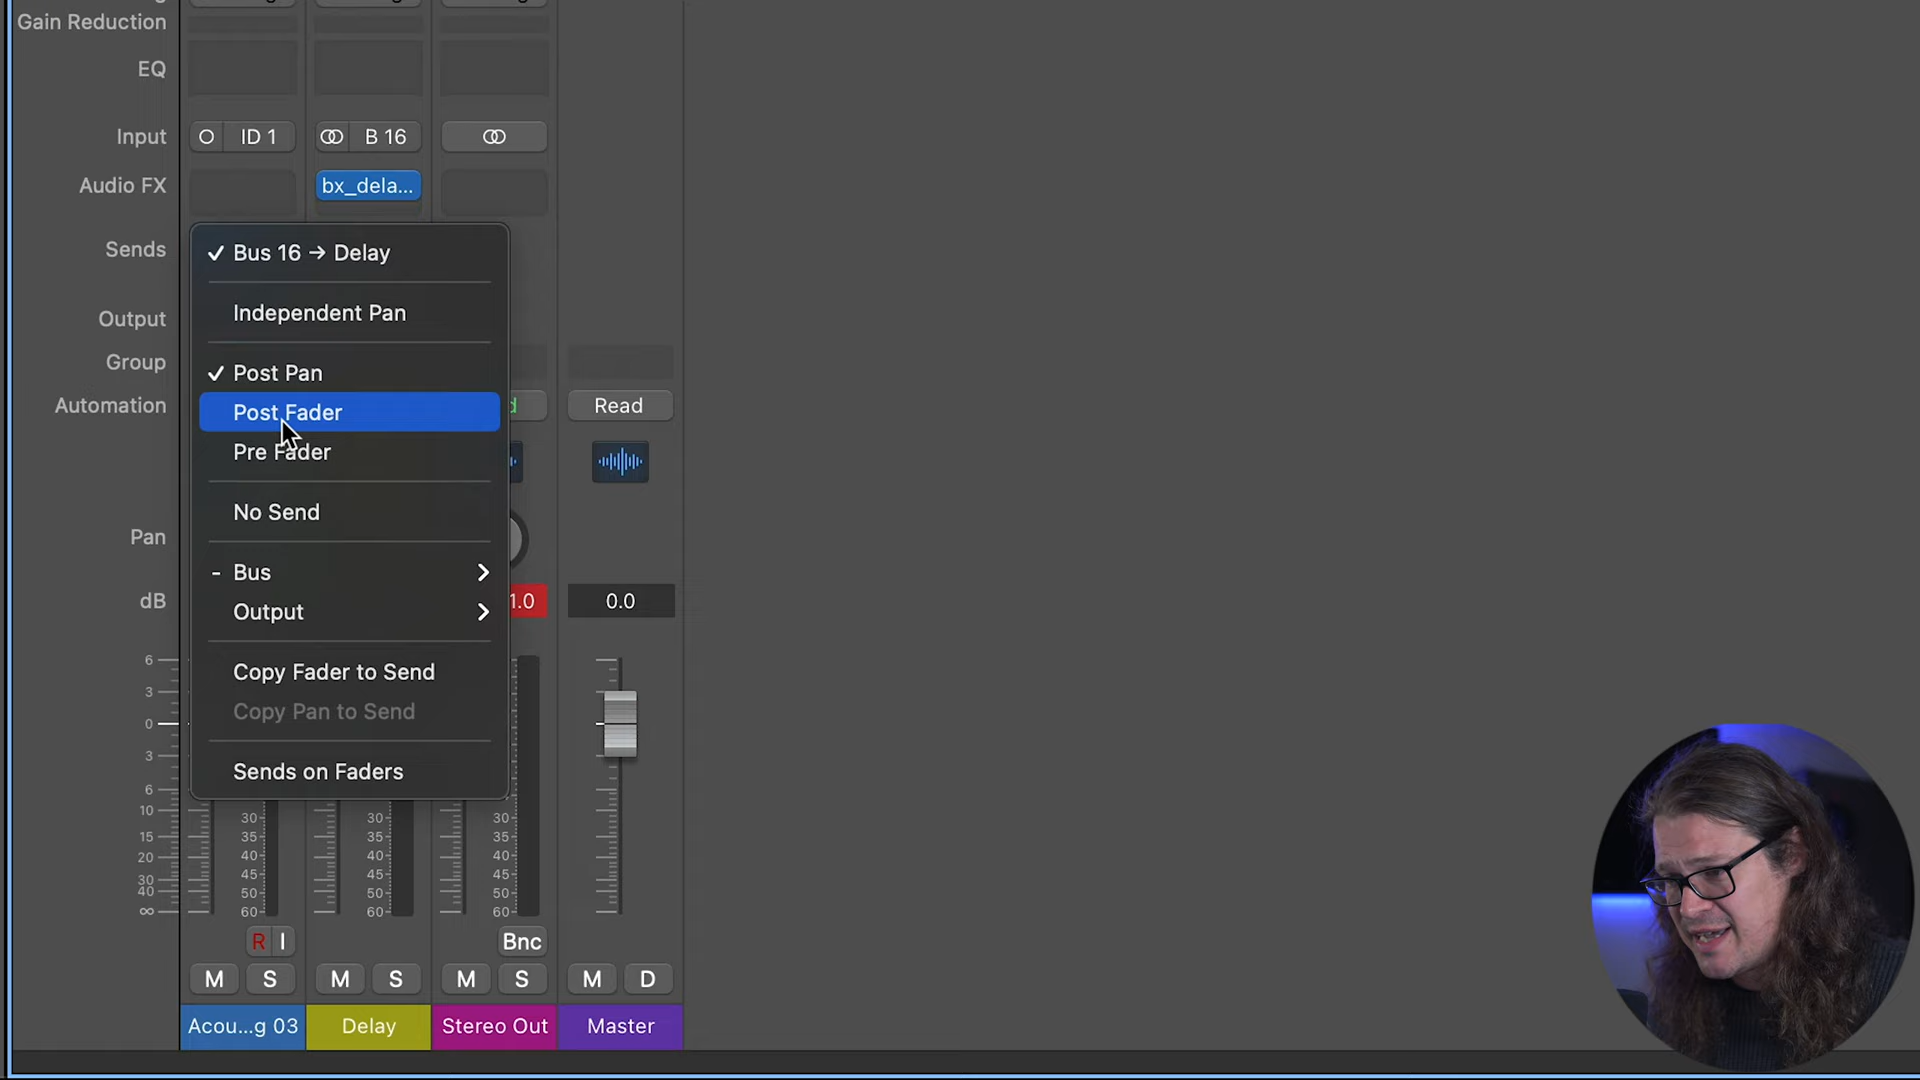 Gain Reduction
EQ
Input
ID 1
B 16
Audio FX
bx_dela...
Sends
✓ Bus 16 → Delay
Independent Pan
Output
Group
✓ Post Pan
Automation
Post Fader
Read
Pre Fader
No Send
Pan
- Bus
dB
1.0
0.0
Output
Copy Fader to Send
Copy Pan to Send
Sends on Faders
6
3
0
3
6
10
15
20
30
40
∞
30
35
40
45
50
60
30
35
40
45
50
60
30
35
40
45
50
60
R I
Bnc
M S
M S
M S
M D
Acou...g 03
Delay
Stereo Out
Master